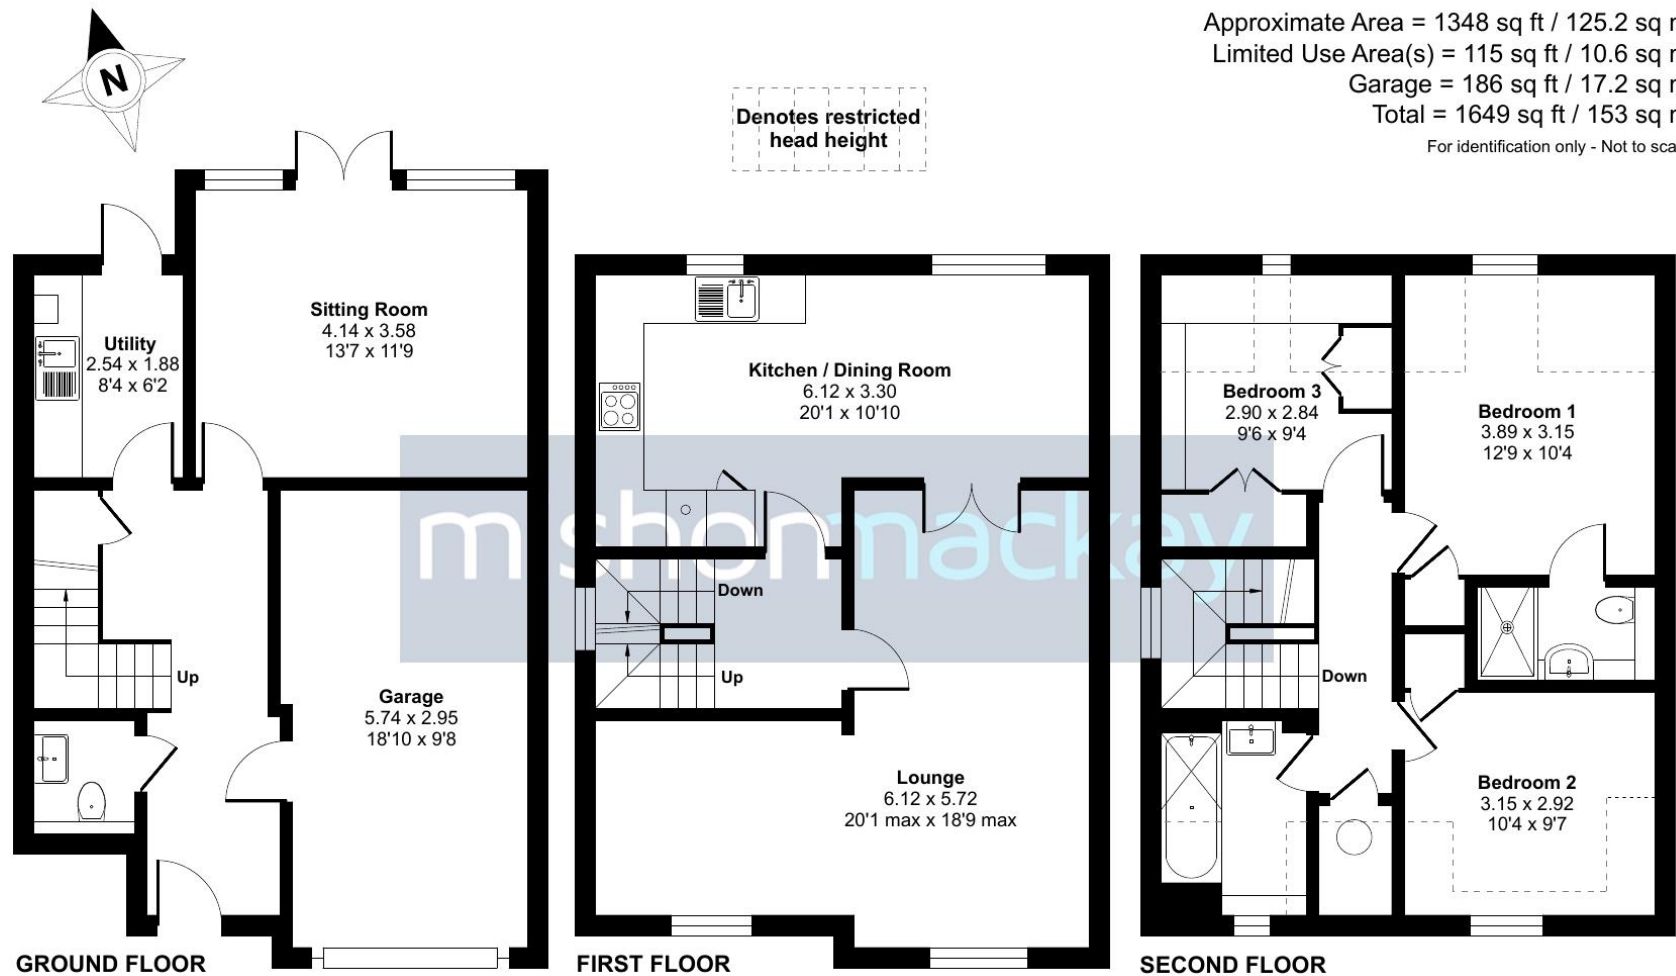 Approximate Area = 1348 sq ft / 125.2 sq
Limited Use Area(s) = 115 sq ft / 10.6 sq
Garage = 186 sq ft / 17.2 sq
Total = 1649 sq ft / 153 sq
For identification only - Not to
N
Denotes restricted
head height
Sitting Room
4.14 x 3.58
13'7 x 11'9
Utility
2.54 x 1.88
8'4 x 6'2
Up
Garage
5.74 x 2.95
18'10 x 9'8
GROUND FLOOR
Kitchen / Dining Room
6.12 x 3.30
20'1 x 10'10
Down
Up
Lounge
6.12 x 5.72
20'1 max x 18'9 max
FIRST FLOOR
Bedroom 3
2.90 x 2.84
9'6 x 9'4
Bedroom 1
3.89 x 3.15
12'9 x 10'4
Down
Bedroom 2
3.15 x 2.92
10'4 x 9'7
SECOND FLOOR
mishonmackay